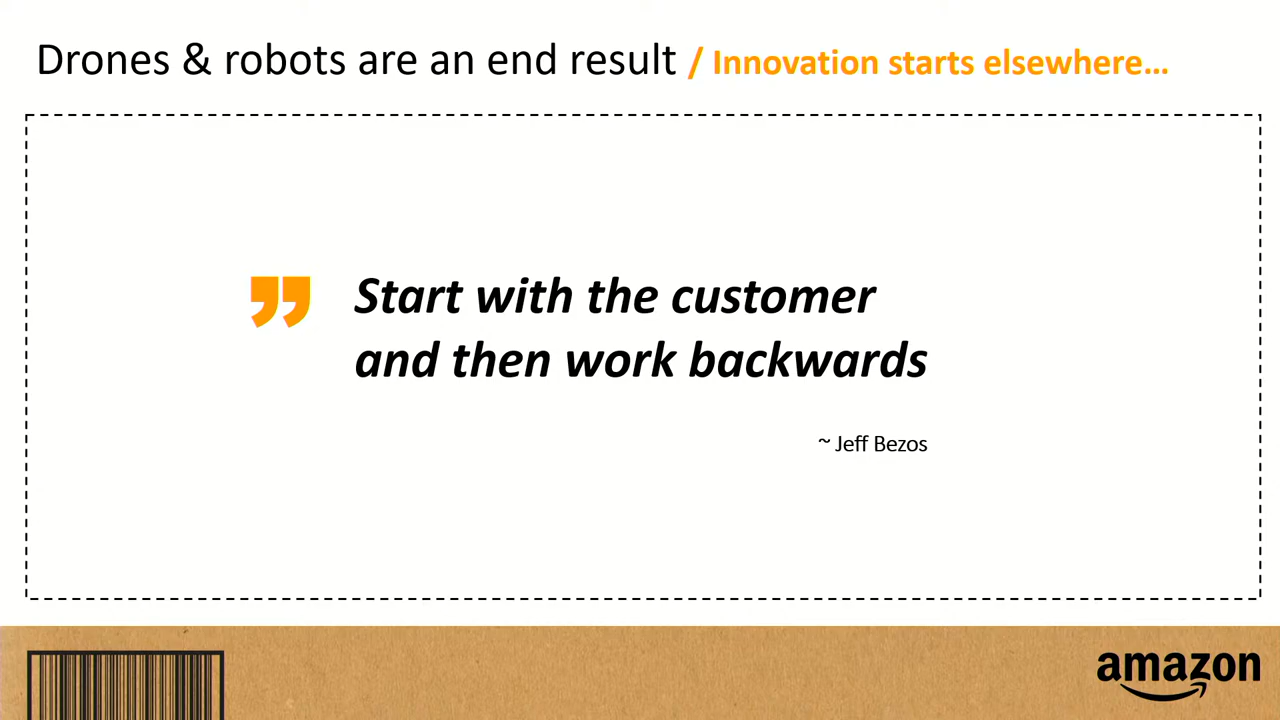 Drones & robots are an end result / Innovation starts elsewhere…
” Start with the customer
and then work backwards
~ Jeff Bezos
amazon